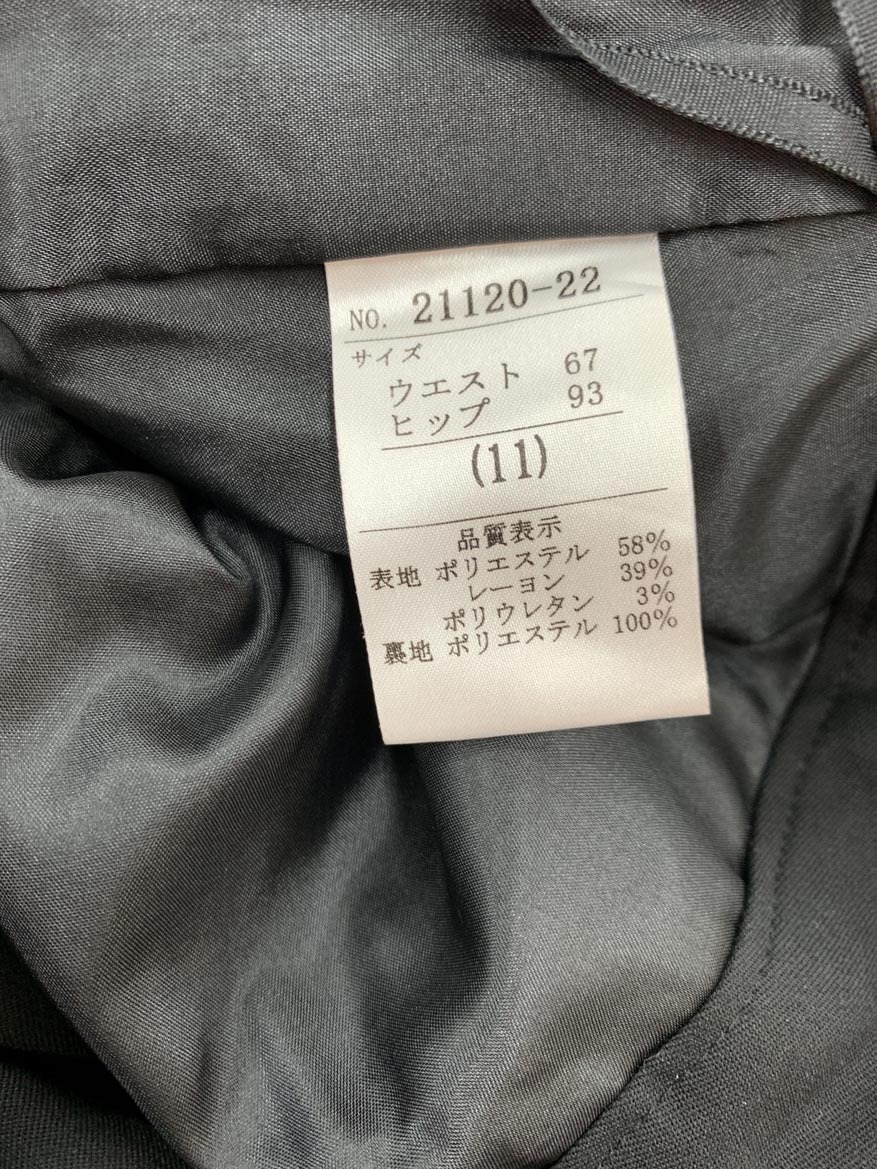 NO. 21120-22
サイズ
ウエスト 67
ヒップ 93
(11)
品質表示
表地 ポリエステル 58%
レーヨン 39%
ポリウレタン 3%
裏地 ポリエステル 100%